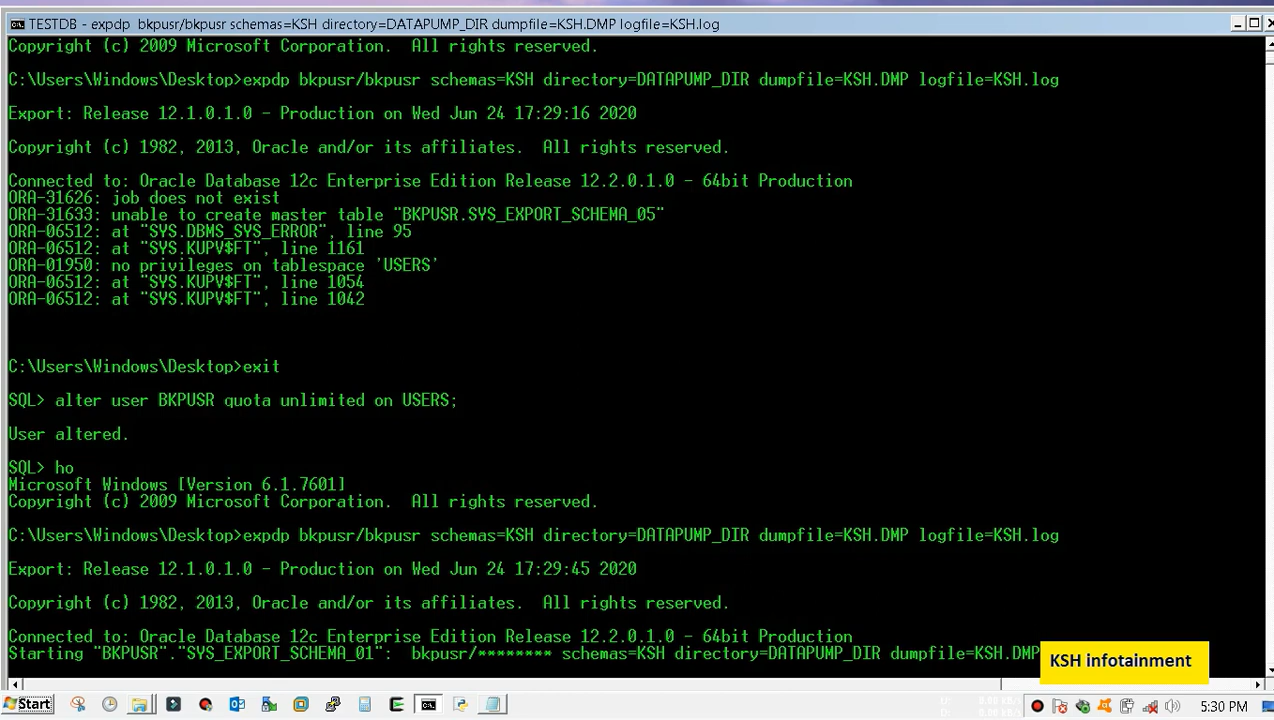 TESTDB - expdp  bkpusr/bkpusr schemas=KSH directory=DATAPUMP_DIR dumpfile=KSH.DMP logfile=KSH.log
Copyright (c) 2009 Microsoft Corporation.  All rights reserved.
C:\Users\Windows\Desktop>expdp bkpusr/bkpusr schemas=KSH directory=DATAPUMP_DIR dumpfile=KSH.DMP logfile=KSH.log
Export: Release 12.1.0.1.0 - Production on Wed Jun 24 17:29:16 2020
Copyright (c) 1982, 2013, Oracle and/or its affiliates.  All rights reserved.
Connected to: Oracle Database 12c Enterprise Edition Release 12.2.0.1.0 - 64bit Production
ORA-31626: job does not exist
ORA-31633: unable to create master table "BKPUSR.SYS_EXPORT_SCHEMA_05"
ORA-06512: at "SYS.DBMS_SYS_ERROR", line 95
ORA-06512: at "SYS.KUPV$FT", line 1161
ORA-01950: no privileges on tablespace 'USERS'
ORA-06512: at "SYS.KUPV$FT", line 1054
ORA-06512: at "SYS.KUPV$FT", line 1042
C:\Users\Windows\Desktop>exit
SQL> alter user BKPUSR quota unlimited on USERS;
User altered.
SQL> ho
Microsoft Windows [Version 6.1.7601]
Copyright (c) 2009 Microsoft Corporation.  All rights reserved.
C:\Users\Windows\Desktop>expdp bkpusr/bkpusr schemas=KSH directory=DATAPUMP_DIR dumpfile=KSH.DMP logfile=KSH.log
Export: Release 12.1.0.1.0 - Production on Wed Jun 24 17:29:45 2020
Copyright (c) 1982, 2013, Oracle and/or its affiliates.  All rights reserved.
Connected to: Oracle Database 12c Enterprise Edition Release 12.2.0.1.0 - 64bit Production
Starting "BKPUSR"."SYS_EXPORT_SCHEMA_01":  bkpusr/******** schemas=KSH directory=DATAPUMP_DIR dumpfile=KSH.DMP
KSH infotainment
Start
5:30 PM